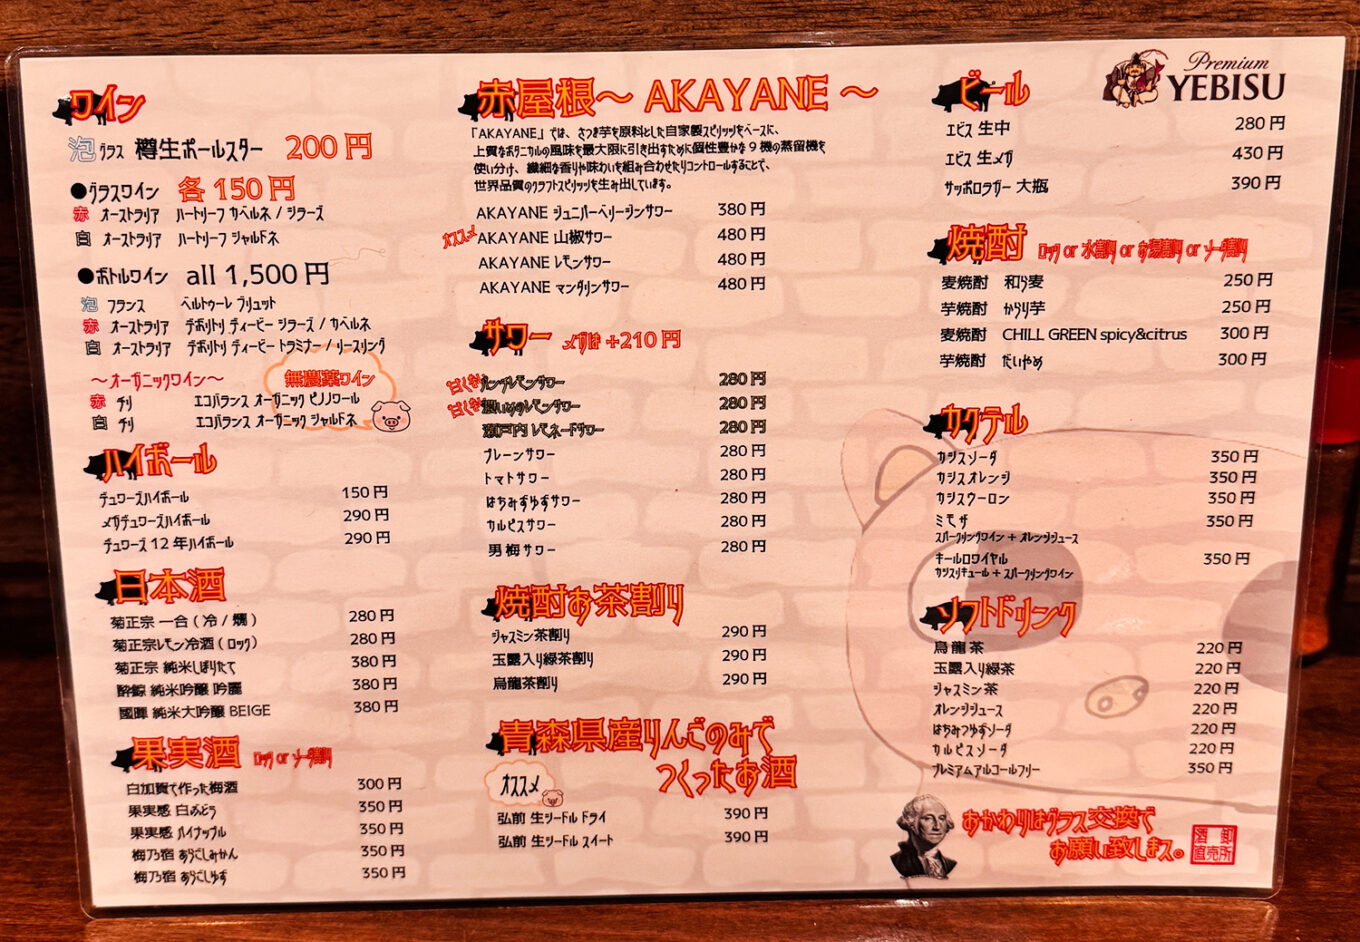 ワイン
泡 グラス 樽生ポールスター 200円
●グラスワイン 各150円
赤 オーストラリア ハートリーフ カベルネ / シラーズ
白 オーストラリア ハートリーフ シャルドネ
●ボトルワイン all 1,500円
泡 フランス ベルトゥーレ ブリュット
赤 オーストラリア デボリトリ ディービー シラーズ / カベルネ
白 オーストラリア デボリトリ ディービー トラミナー / リースリング
～オーガニックワイン～ 無農薬ワイン
赤 チリ エコバランス オーガニック ピノノワール
白 チリ エコバランス オーガニック シャルドネ
ハイボール
デュワーズハイボール 150円
メガデュワーズハイボール 290円
デュワーズ12年ハイボール 290円
日本酒
菊正宗 一合 ( 冷 / 燗 ) 280円
菊正宗レモン冷酒 ( ロック ) 280円
菊正宗 純米しぼりたて 380円
酔鯨 純米吟醸 吟麗 380円
國暉 純米大吟醸 BEIGE 380円
果実酒 ロック or ソーダ割
白加賀で作った梅酒 300円
果実感 白ぶどう 350円
果実感 パイナップル 350円
梅乃宿 あらごしみかん 350円
梅乃宿 あらごしゆず 350円
赤屋根～ AKAYANE ～
「AKAYANE」では、さつま芋を原料とした自家製スピリッツをベースに、
上質なボタニカルの風味を最大限に引き出すために個性豊かな9機の蒸留機を
使い分け、繊細な香りや味わいを組み合わせたりコントロールすることで、
世界品質のクラフトスピリッツを生み出しています。
AKAYANE ジュニパーベリージンサワー 380円
オススメ AKAYANE 山椒サワー 480円
AKAYANE レモンサワー 480円
AKAYANE マンダリンサワー 480円
サワー メガは +210円
甘くない パンチレモンサワー 280円
甘くない 濃いめのレモンサワー 280円
瀬戸内 レモネードサワー 280円
プレーンサワー 280円
トマトサワー 280円
はちみつゆずサワー 280円
カルピスサワー 280円
男梅サワー 280円
焼酎お茶割り
ジャスミン茶割り 290円
玉露入り緑茶割り 290円
烏龍茶割り 290円
青森県産りんごのみで
つくったお酒
オススメ
弘前 生シードル ドライ 390円
弘前 生シードル スイート 390円
ビール
Premium
YEBISU
エビス 生中 280円
エビス 生メガ 430円
サッポロラガー 大瓶 390円
焼酎 ロック or 水割り or お湯割り or ソーダ割り
麦焼酎 和ら麦 250円
芋焼酎 からり芋 250円
麦焼酎 CHILL GREEN spicy&citrus 300円
芋焼酎 だいやめ 300円
カクテル
カシスソーダ 350円
カシスオレンジ 350円
カシスウーロン 350円
ミモザ 350円
スパークリングワイン + オレンジジュース
キールロワイヤル 350円
カシスリキュール + スパークリングワイン
ソフトドリンク
烏龍茶 220円
玉露入り緑茶 220円
ジャスミン茶 220円
オレンジジュース 220円
はちみつゆずソーダ 220円
カルピスソーダ 220円
プレミアムアルコールフリー 350円
おかわりはグラス交換で
お願い致します。
酒卸
直売所